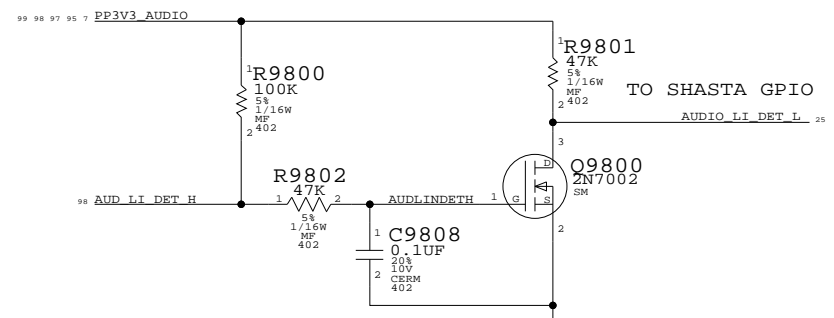 99 98 97 95 7 PP3V3_AUDIO
1
R9800
100K
5%
1/16W
MF
402
2
1
R9801
47K
5%
1/16W
MF
402
2
TO SHASTA GPIO
AUDIO_LI_DET_L 25
3
D
Q9800
2N7002
SM
G
S
1
2
98 AUD_LI_DET_H
R9802
47K
1
2
5%
1/16W
MF
402
AUDLINDETH
1
C9808
0.1UF
20%
10V
CERM
402
2